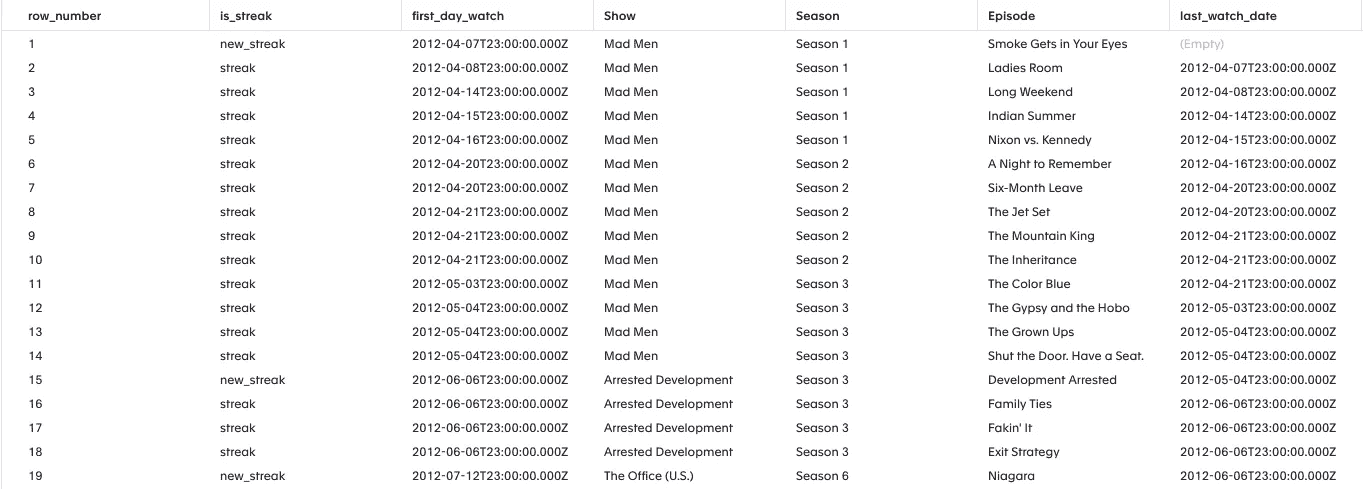 row_number is_streak first_day_watch Show Season Episode last_watch_date
1 new_streak 2012-04-07T23:00:00.000Z Mad Men Season 1 Smoke Gets in Your Eyes (Empty)
2 streak 2012-04-08T23:00:00.000Z Mad Men Season 1 Ladies Room 2012-04-07T23:00:00.000Z
3 streak 2012-04-14T23:00:00.000Z Mad Men Season 1 Long Weekend 2012-04-08T23:00:00.000Z
4 streak 2012-04-15T23:00:00.000Z Mad Men Season 1 Indian Summer 2012-04-14T23:00:00.000Z
5 streak 2012-04-16T23:00:00.000Z Mad Men Season 1 Nixon vs. Kennedy 2012-04-15T23:00:00.000Z
6 streak 2012-04-20T23:00:00.000Z Mad Men Season 2 A Night to Remember 2012-04-16T23:00:00.000Z
7 streak 2012-04-20T23:00:00.000Z Mad Men Season 2 Six-Month Leave 2012-04-20T23:00:00.000Z
8 streak 2012-04-21T23:00:00.000Z Mad Men Season 2 The Jet Set 2012-04-20T23:00:00.000Z
9 streak 2012-04-21T23:00:00.000Z Mad Men Season 2 The Mountain King 2012-04-21T23:00:00.000Z
10 streak 2012-04-21T23:00:00.000Z Mad Men Season 2 The Inheritance 2012-04-21T23:00:00.000Z
11 streak 2012-05-03T23:00:00.000Z Mad Men Season 3 The Color Blue 2012-04-21T23:00:00.000Z
12 streak 2012-05-04T23:00:00.000Z Mad Men Season 3 The Gypsy and the Hobo 2012-05-03T23:00:00.000Z
13 streak 2012-05-04T23:00:00.000Z Mad Men Season 3 The Grown Ups 2012-05-04T23:00:00.000Z
14 streak 2012-05-04T23:00:00.000Z Mad Men Season 3 Shut the Door. Have a Seat. 2012-05-04T23:00:00.000Z
15 new_streak 2012-06-06T23:00:00.000Z Arrested Development Season 3 Development Arrested 2012-05-04T23:00:00.000Z
16 streak 2012-06-06T23:00:00.000Z Arrested Development Season 3 Family Ties 2012-06-06T23:00:00.000Z
17 streak 2012-06-06T23:00:00.000Z Arrested Development Season 3 Fakin' It 2012-06-06T23:00:00.000Z
18 streak 2012-06-06T23:00:00.000Z Arrested Development Season 3 Exit Strategy 2012-06-06T23:00:00.000Z
19 new_streak 2012-07-12T23:00:00.000Z The Office (U.S.) Season 6 Niagara 2012-06-06T23:00:00.000Z